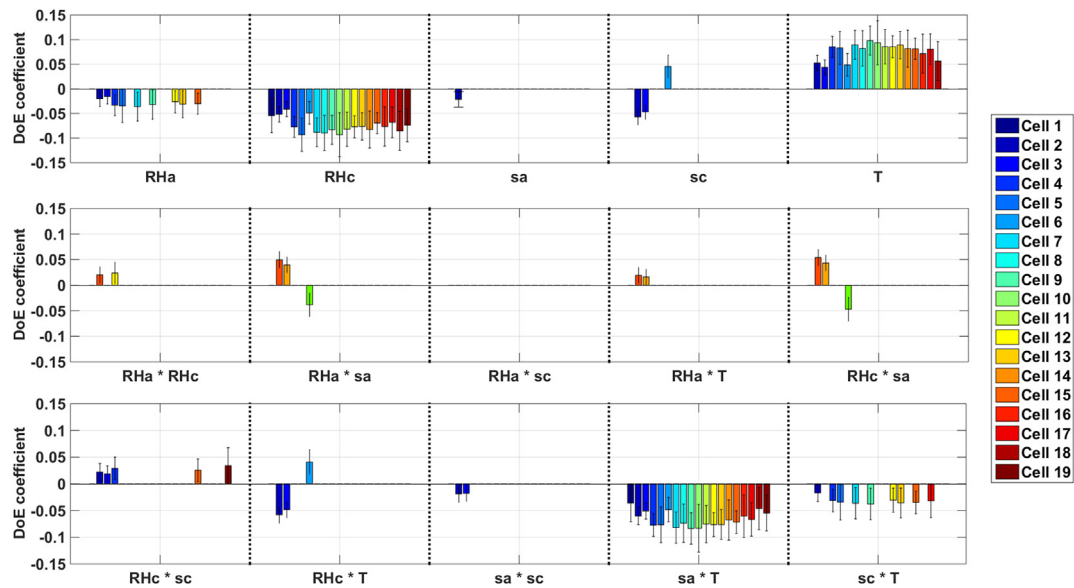 0.15
0.1
0.05
0
-0.05
-0.1
-0.15
DoE coefficient
RHa RHc sa sc T
0.15
0.1
0.05
0
-0.05
-0.1
-0.15
DoE coefficient
RHa * RHc RHa * sa RHa * sc RHa * T RHc * sa
0.15
0.1
0.05
0
-0.05
-0.1
-0.15
DoE coefficient
RHc * sc RHc * T sa * sc sa * T sc * T
Cell 1
Cell 2
Cell 3
Cell 4
Cell 5
Cell 6
Cell 7
Cell 8
Cell 9
Cell 10
Cell 11
Cell 12
Cell 13
Cell 14
Cell 15
Cell 16
Cell 17
Cell 18
Cell 19